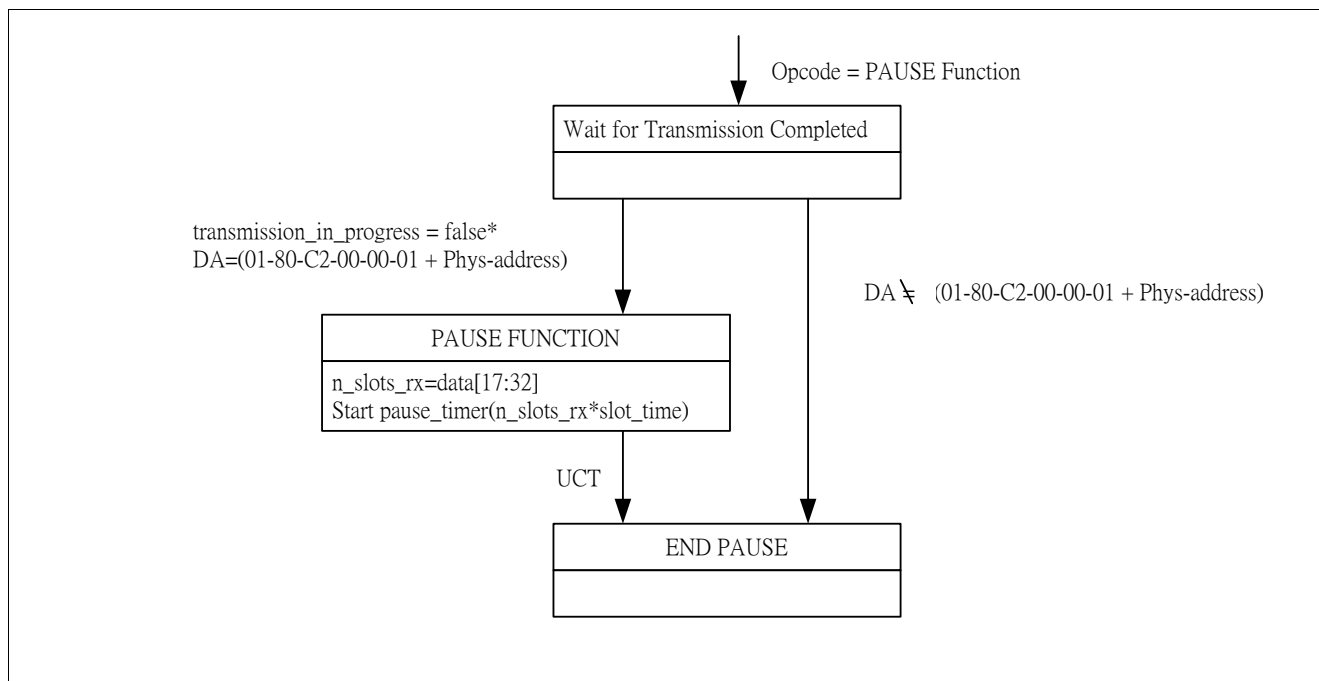 Opcode = PAUSE Function
Wait for Transmission Completed
transmission_in_progress = false*
DA=(01-80-C2-00-00-01 + Phys-address)
DA ≠ (01-80-C2-00-00-01 + Phys-address)
PAUSE FUNCTION
n_slots_rx=data[17:32]
Start pause_timer(n_slots_rx*slot_time)
UCT
END PAUSE